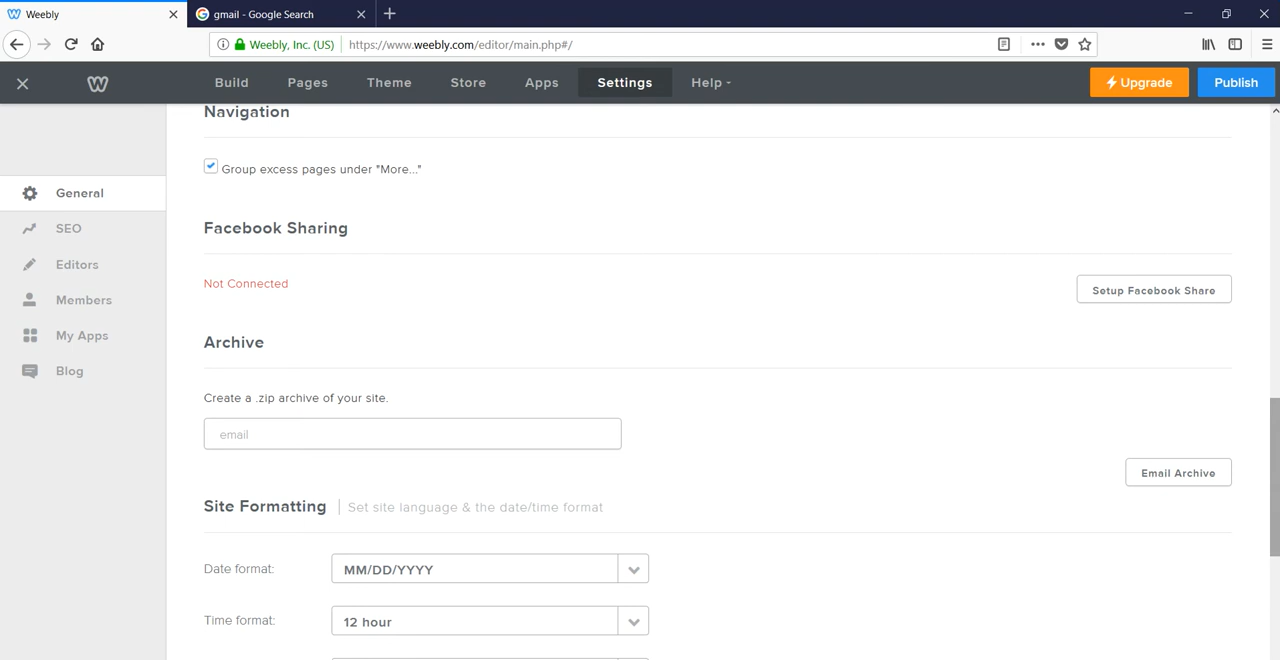 Weebly
gmail - Google Search
Weebly, Inc. (US)
https://www.weebly.com/editor/main.php#/
Build
Pages
Theme
Store
Apps
Settings
Help
Upgrade
Publish
General
SEO
Editors
Members
My Apps
Blog
Navigation
Group excess pages under "More..."
Facebook Sharing
Not Connected
Setup Facebook Share
Archive
Create a .zip archive of your site.
email
Email Archive
Site Formatting
Set site language & the date/time format
Date format:
MM/DD/YYYY
Time format:
12 hour